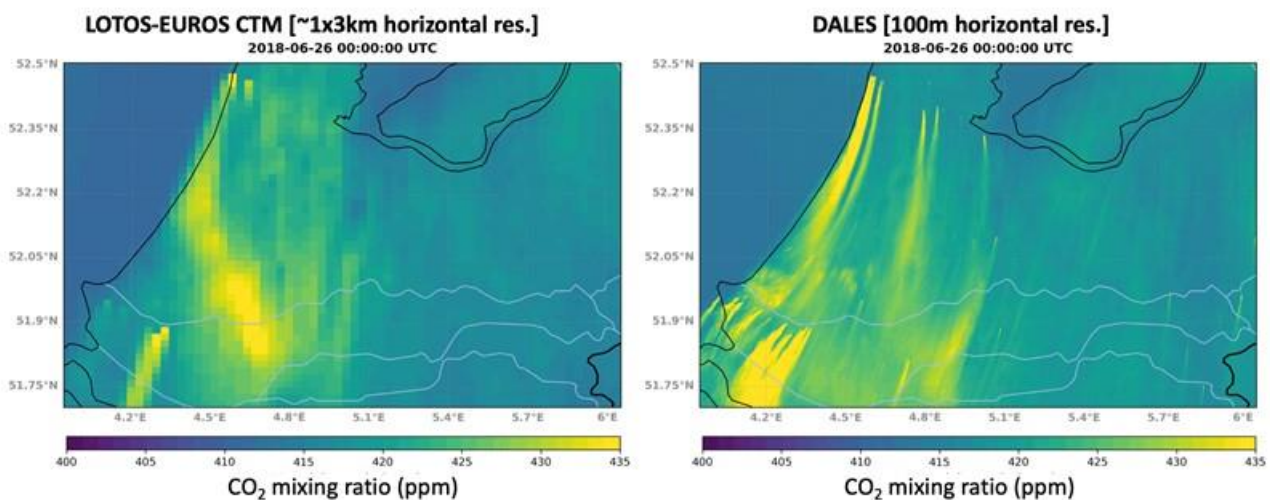 LOTOS-EUROS CTM [~1x3km horizontal res.]
2018-06-26 00:00:00 UTC
52.5°N
52.35°N
52.2°N
52.05°N
51.9°N
51.75°N
4.2°E 4.5°E 4.8°E 5.1°E 5.4°E 5.7°E 6°E
400 405 410 415 420 425 430 435
CO₂ mixing ratio (ppm)
DALES [100m horizontal res.]
2018-06-26 00:00:00 UTC
52.5°N
52.35°N
52.2°N
52.05°N
51.9°N
51.75°N
4.2°E 4.5°E 4.8°E 5.1°E 5.4°E 5.7°E 6°E
400 405 410 415 420 425 430 435
CO₂ mixing ratio (ppm)